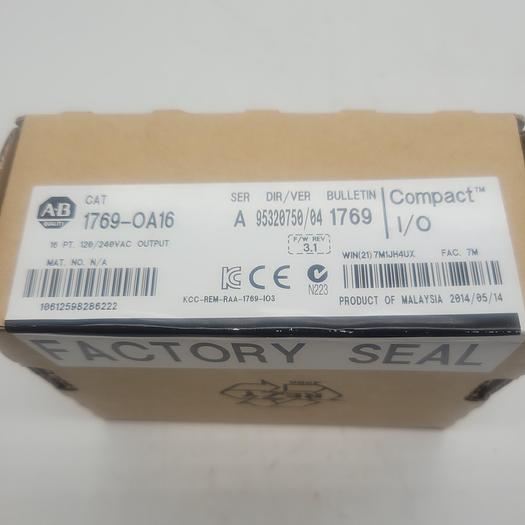 A-B
QUALITY
CAT
1769-OA16
16 PT. 120/240VAC OUTPUT
MAT. NO. N/A
10612598286222
SER
A
DIR/VER
95320750/04
BULLETIN
1769
F/W REV
3.1
Compact™
I/O
N223
KCC-REM-RAA-1769-IO3
WIN(21) 7M1JH4UX
FAC. 7M
PRODUCT OF MALAYSIA 2014/05/14
FACTORY SEAL